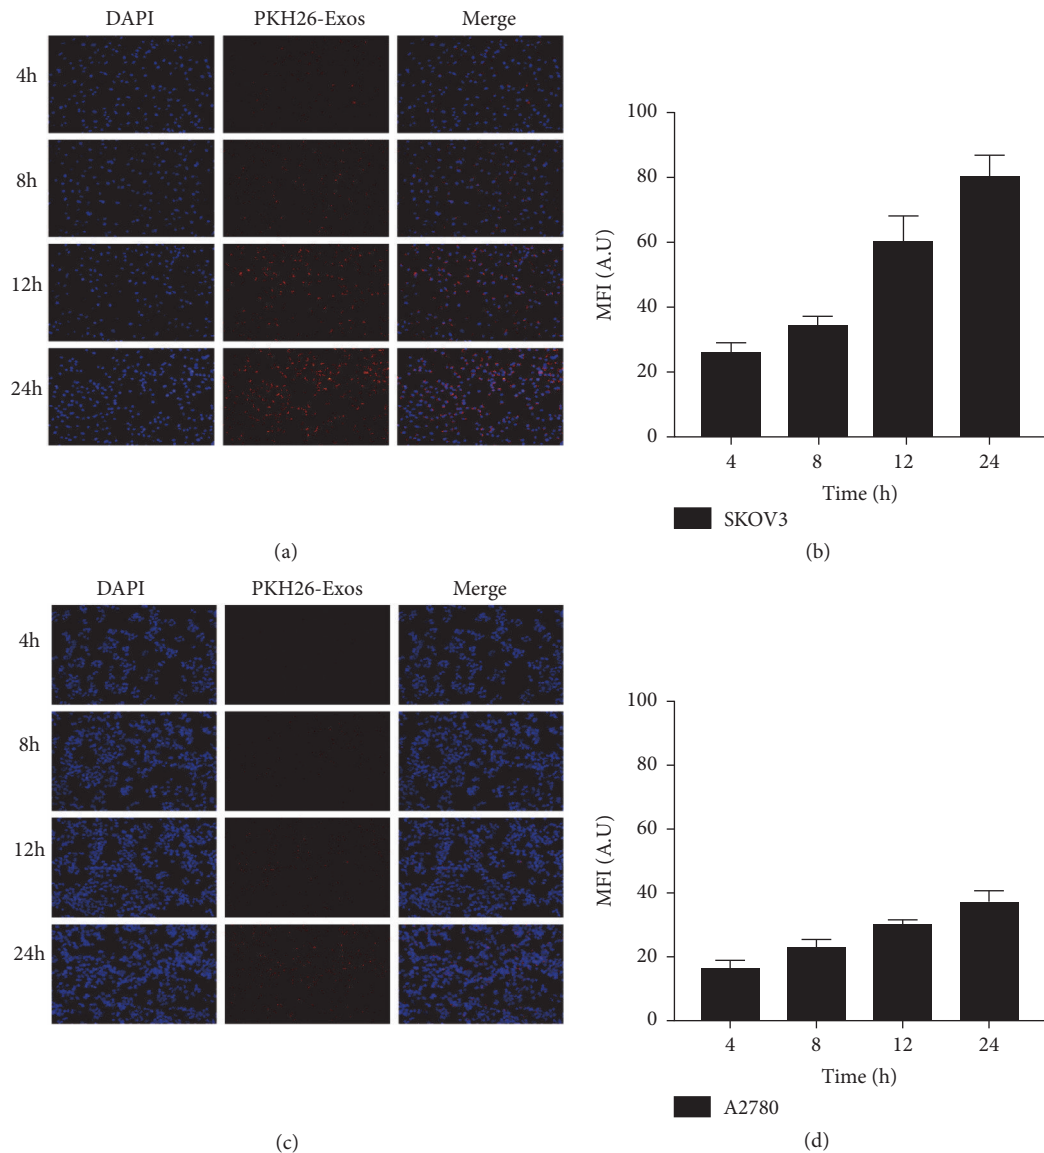 DAPI PKH26-Exos Merge
4h
8h
12h
24h
(a)
100
80
60
40
20
0
MFI (A.U)
4 8 12 24
Time (h)
SKOV3
(b)
DAPI PKH26-Exos Merge
4h
8h
12h
24h
(c)
100
80
60
40
20
0
MFI (A.U)
4 8 12 24
Time (h)
A2780
(d)